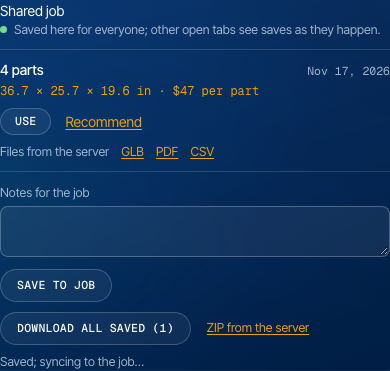 Shared job
Saved here for everyone; other open tabs see saves as they happen.
4 parts Nov 17, 2026
36.7 × 25.7 × 19.6 in · $47 per part
USE Recommend
Files from the server GLB PDF CSV
Notes for the job
SAVE TO JOB
DOWNLOAD ALL SAVED (1) ZIP from the server
Saved; syncing to the job…